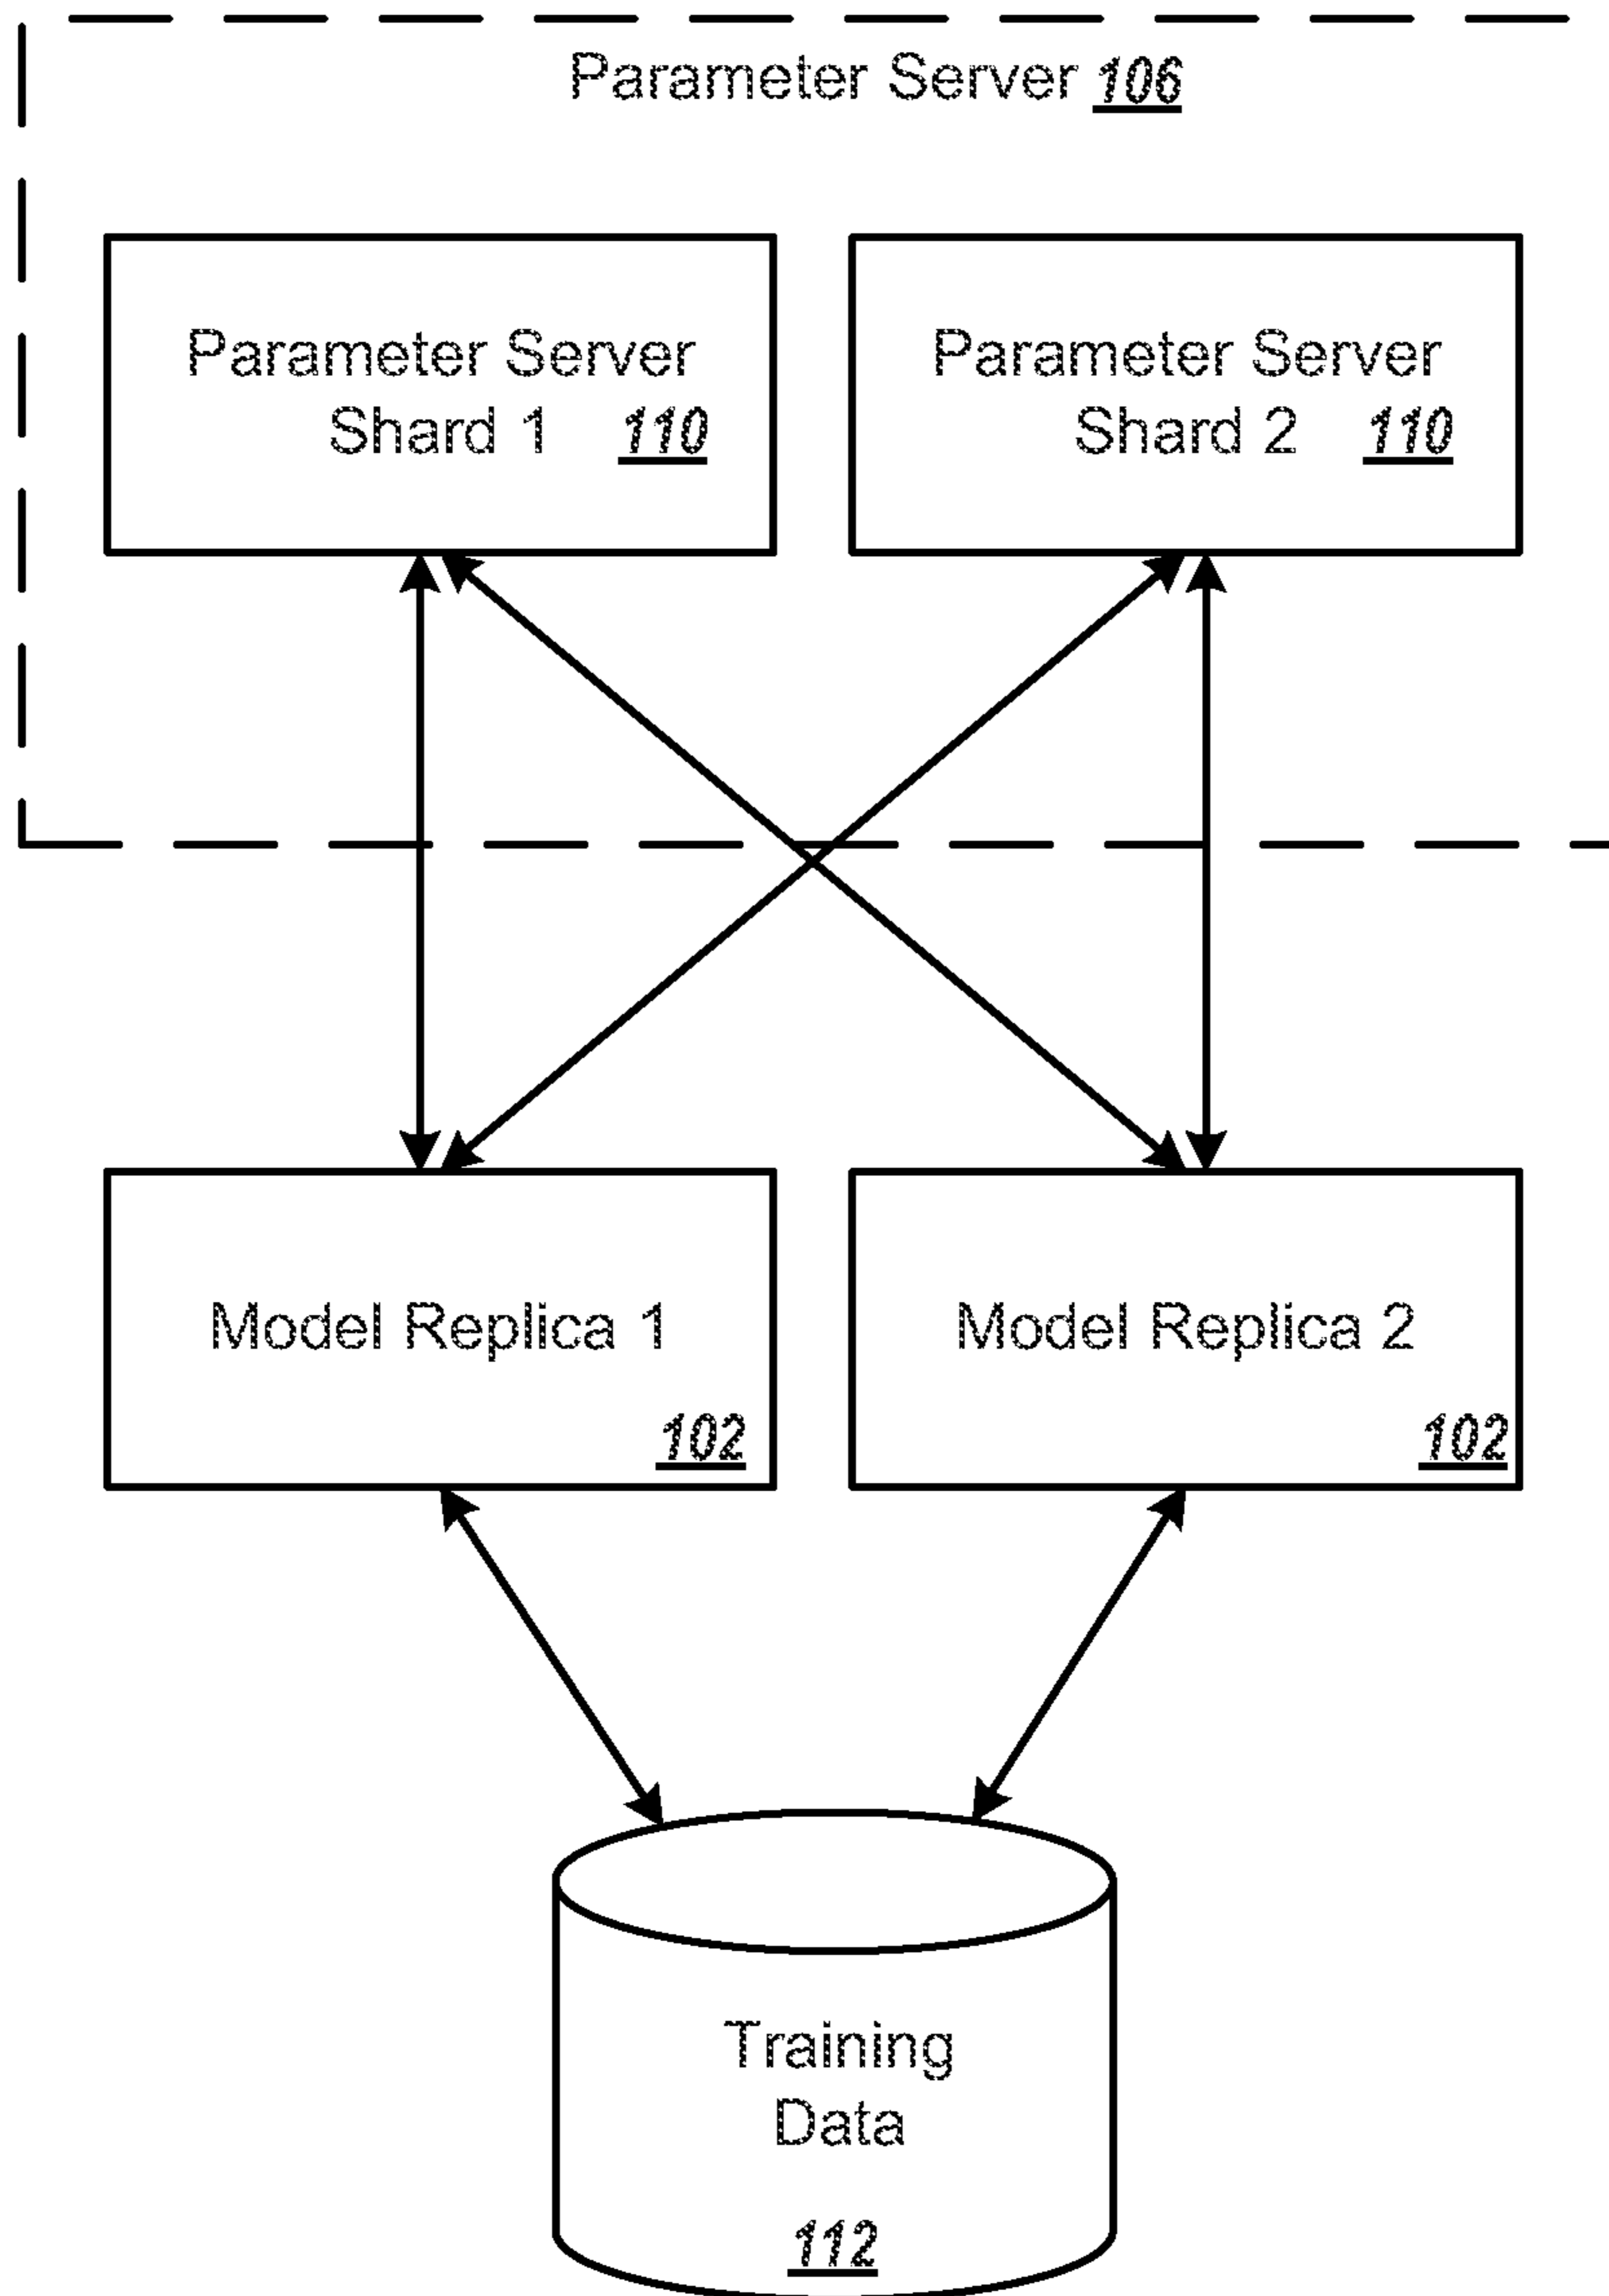 Parameter Server 106
Parameter Server
Shard 1 110
Parameter Server
Shard 2 110
Model Replica 1
102
Model Replica 2
102
Training
Data
112